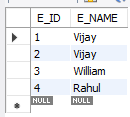 E_ID E_NAME
1 Vijay
2 Vijay
3 William
4 Rahul
NULL NULL